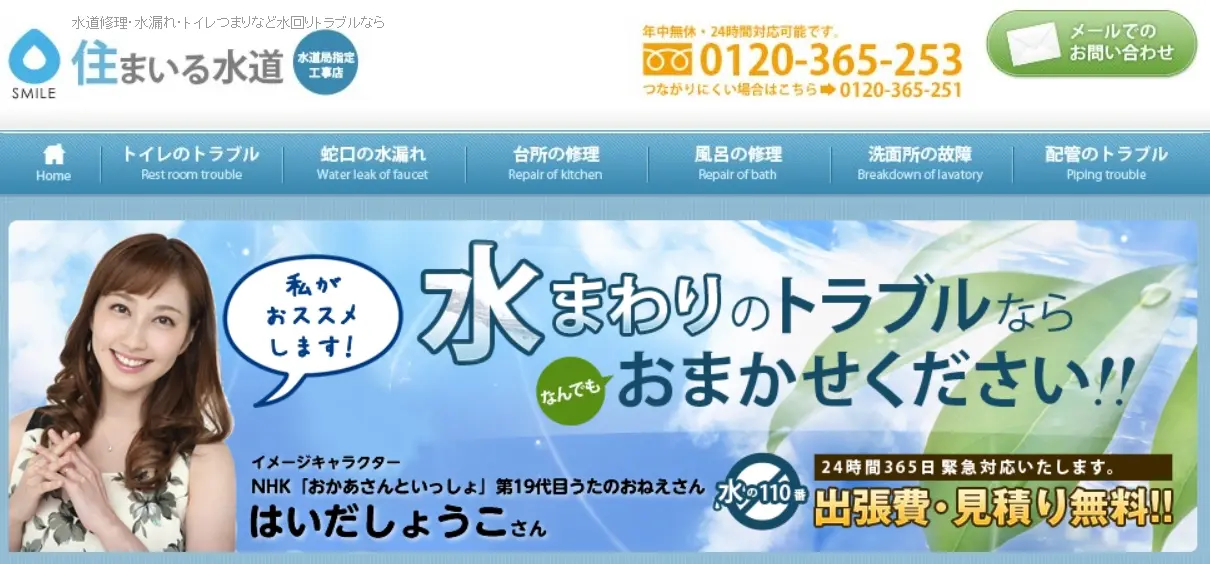 水道修理・水漏れ・トイレつまりなど水回りトラブルなら
住まいる水道
SMILE
水道局指定
工事店
年中無休・24時間対応可能です。
0120-365-253
つながりにくい場合はこちら➡0120-365-251
メールでの
お問い合わせ
Home
トイレのトラブル
Rest room trouble
蛇口の水漏れ
Water leak of faucet
台所の修理
Repair of kitchen
風呂の修理
Repair of bath
洗面所の故障
Breakdown of lavatory
配管のトラブル
Piping trouble
私が
おススメ
します!
水まわりのトラブルなら
なんでも
おまかせください!!
イメージキャラクター
NHK「おかあさんといっしょ」第19代目うたのおねえさん
はいだしょうこさん
水の110番
24時間365日 緊急対応いたします。
出張費・見積り無料!!